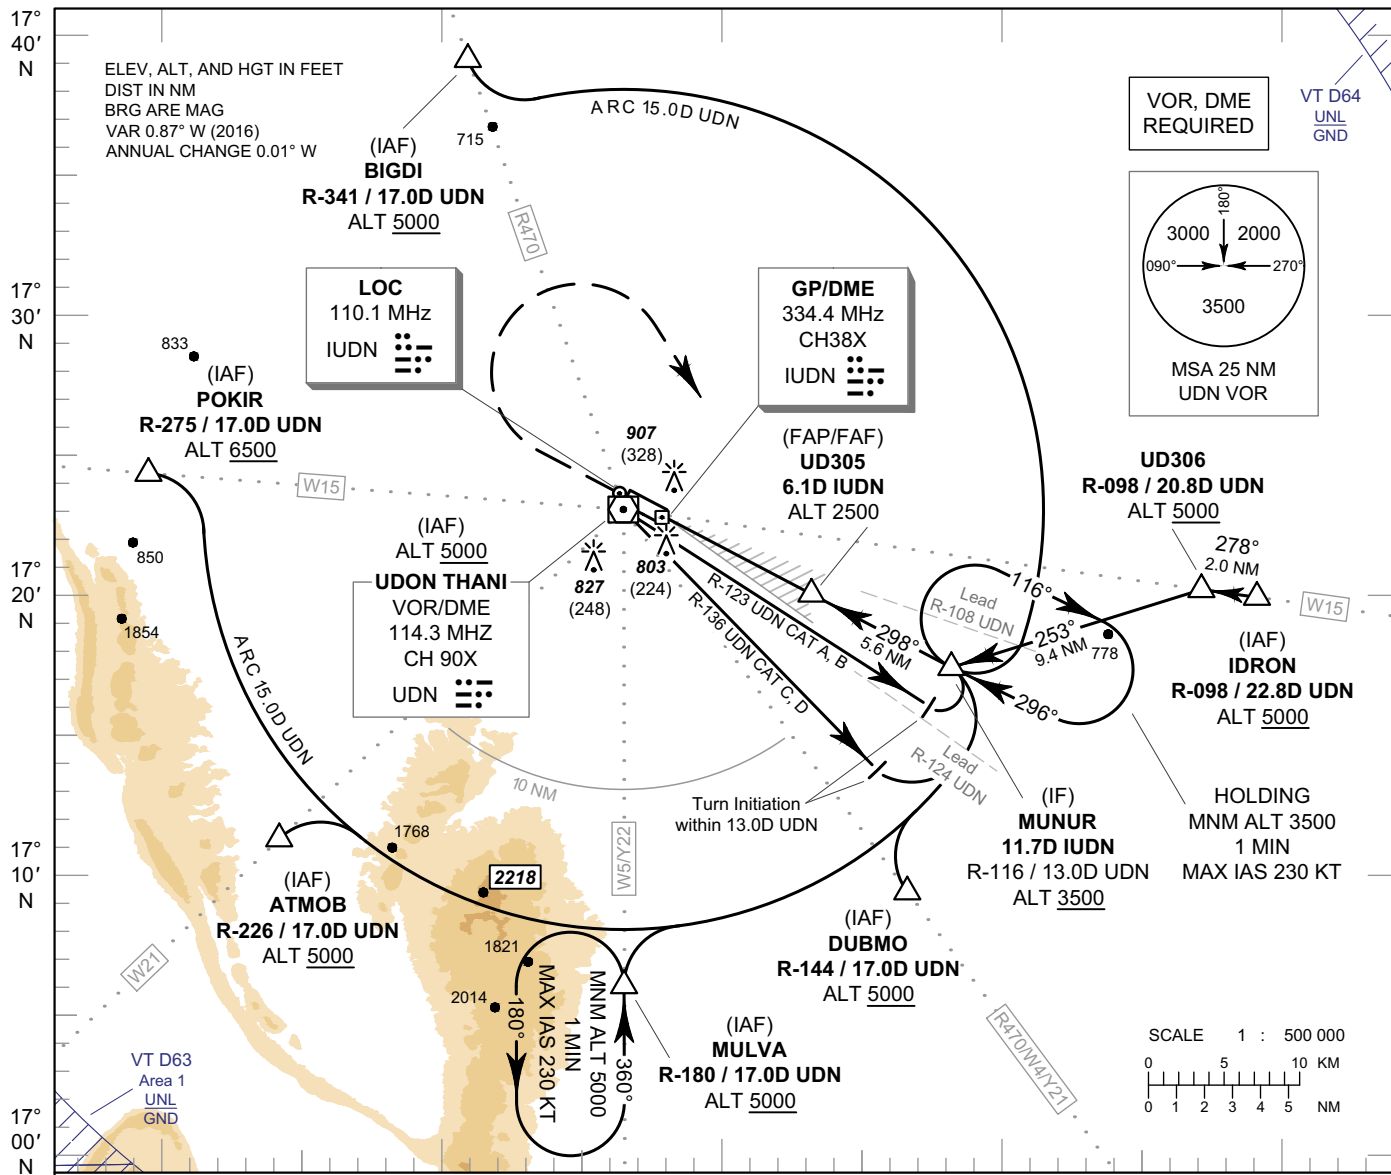 17°
40′
N
17°
30′
N
17°
20′
N
17°
10′
N
17°
00′
N
ELEV, ALT, AND HGT IN FEET
DIST IN NM
BRG ARE MAG
VAR 0.87° W (2016)
ANNUAL CHANGE 0.01° W
(IAF)
BIGDI
R-341 / 17.0D UDN
ALT 5000
715
R470
ARC 15.0D UDN
VOR, DME
REQUIRED
VT D64
UNL
GND
180°
3000
2000
090°
270°
3500
MSA 25 NM
UDN VOR
LOC
110.1 MHz
IUDN
GP/DME
334.4 MHz
CH38X
IUDN
833
(IAF)
POKIR
R-275 / 17.0D UDN
ALT 6500
W15
907
(328)
(FAP/FAF)
UD305
6.1D IUDN
ALT 2500
UD306
R-098 / 20.8D UDN
ALT 5000
278°
2.0 NM
W15
(IAF)
IDRON
R-098 / 22.8D UDN
ALT 5000
850
1854
(IAF)
ALT 5000
UDON THANI
VOR/DME
114.3 MHZ
CH 90X
UDN
827
(248)
803
(224)
R-123 UDN CAT A, B
R-136 UDN CAT C, D
298°
5.6 NM
116°
Lead
R-108 UDN
253°
9.4 NM
778
296°
ARC 15.0D UDN
10 NM
Lead
R-124 UDN
Turn Initiation
within 13.0D UDN
(IF)
MUNUR
11.7D IUDN
R-116 / 13.0D UDN
ALT 3500
HOLDING
MNM ALT 3500
1 MIN
MAX IAS 230 KT
W5/Y22
1768
2218
(IAF)
ATMOB
R-226 / 17.0D UDN
ALT 5000
W21
1821
2014
180°
MAX IAS 230 KT
1 MIN
MNM ALT 5000
360°
(IAF)
DUBMO
R-144 / 17.0D UDN
ALT 5000
(IAF)
MULVA
R-180 / 17.0D UDN
ALT 5000
R470/W4/Y21
VT D63
Area 1
UNL
GND
SCALE 1 : 500 000
0 5 10 KM
0 1 2 3 4 5 NM